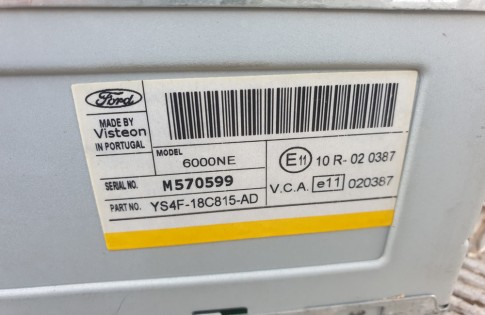 Ford
MADE BY
Visteon
IN PORTUGAL
MODEL
6000NE
E11 10 R- 02 0387
SERIAL NO. M570599
V.C.A. e11 020387
PART NO. YS4F-18C815-AD